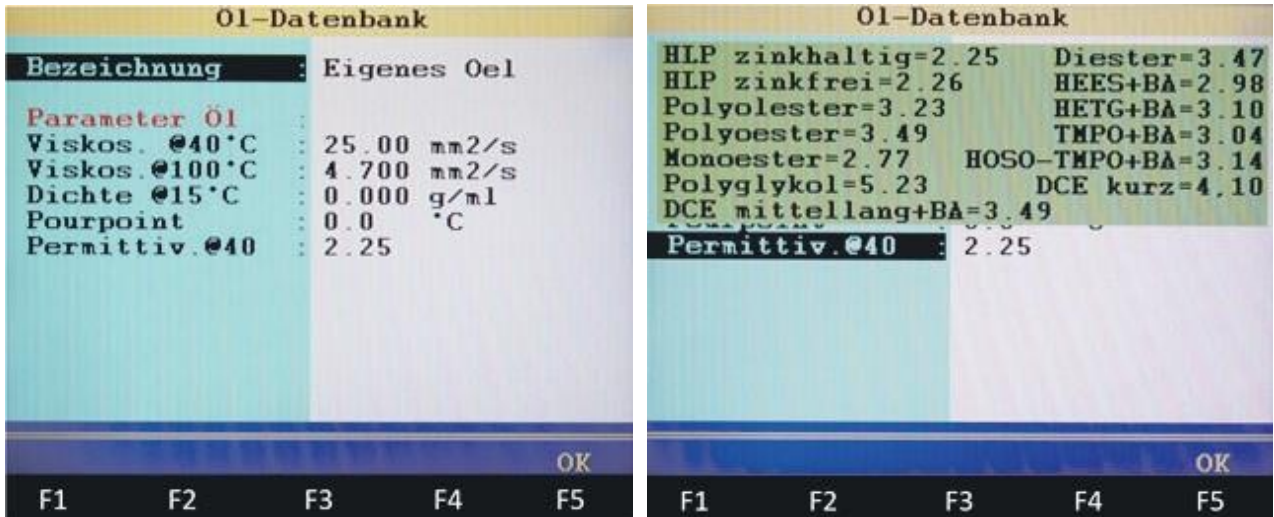 Öl-Datenbank
Bezeichnung : Eigenes Oel
Parameter Öl :
Viskos. @40°C : 25.00 mm2/s
Viskos.@100°C : 4.700 mm2/s
Dichte @15°C : 0.000 g/ml
Pourpoint : 0.0 °C
Permittiv.@40 : 2.25
OK
F1 F2 F3 F4 F5
Öl-Datenbank
HLP zinkhaltig=2.25 Diester=3.47
HLP zinkfrei=2.26 HEES+BA=2.98
Polyolester=3.23 HETG+BA=3.10
Polyoester=3.49 TMPO+BA=3.04
Monoester=2.77 HOSO-TMPO+BA=3.14
Polyglykol=5.23 DCE kurz=4,10
DCE mittellang+BA=3.49
Permittiv.@40 : 2.25
OK
F1 F2 F3 F4 F5